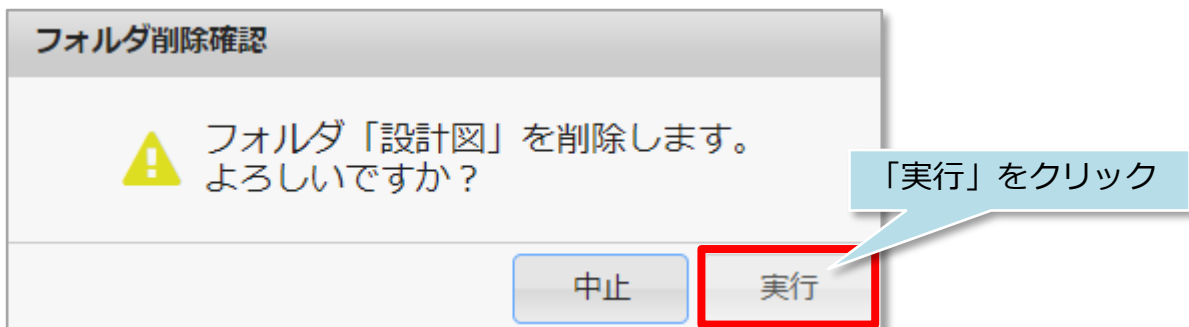 フォルダ削除確認
フォルダ「設計図」を削除します。
よろしいですか？
「実行」をクリック
中止
実行